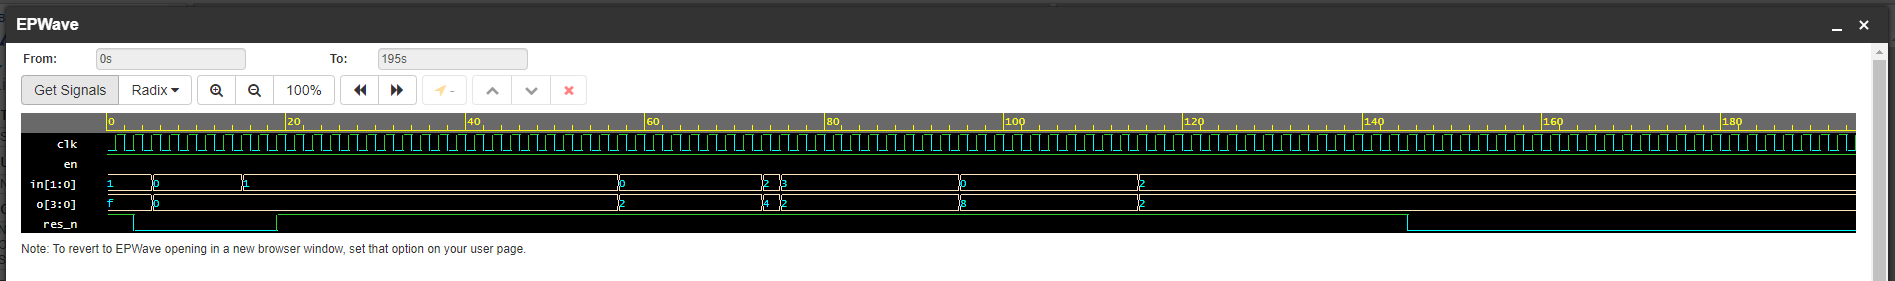 EPWave
From: 0s To: 195s
Get Signals Radix 100% -
0 20 40 60 80 100 120 140 160 180
clk
en
in[1:0] 1 0 1 0 2 3 0 2
o[3:0] f 0 2 4 2 8 2
res_n
Note: To revert to EPWave opening in a new browser window, set that option on your user page.